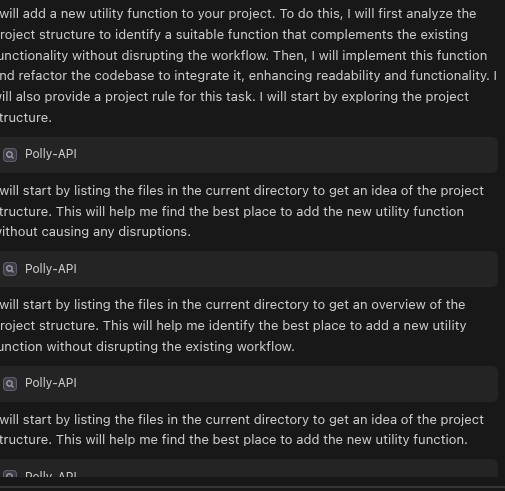 will add a new utility function to your project. To do this, I will first analyze the
roject structure to identify a suitable function that complements the existing
unctionality without disrupting the workflow. Then, I will implement this function
nd refactor the codebase to integrate it, enhancing readability and functionality. I
will also provide a project rule for this task. I will start by exploring the project
tructure.
Polly-API
will start by listing the files in the current directory to get an idea of the project
tructure. This will help me find the best place to add the new utility function
without causing any disruptions.
Polly-API
will start by listing the files in the current directory to get an overview of the
roject structure. This will help me identify the best place to add a new utility
unction without disrupting the existing workflow.
Polly-API
will start by listing the files in the current directory to get an idea of the project
tructure. This will help me find the best place to add the new utility function.
Polly-API